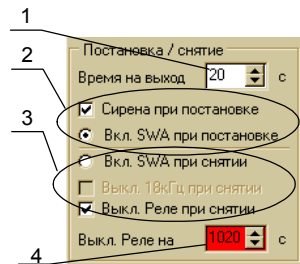 1
2
Постановка / снятие
Время на выход 20 с
Сирена при постановке
Вкл. SWA при постановке
3
Вкл. SWA при снятии
Выкл. 18кГц при снятии
Выкл. Реле при снятии
Выкл. Реле на 1020 с
4